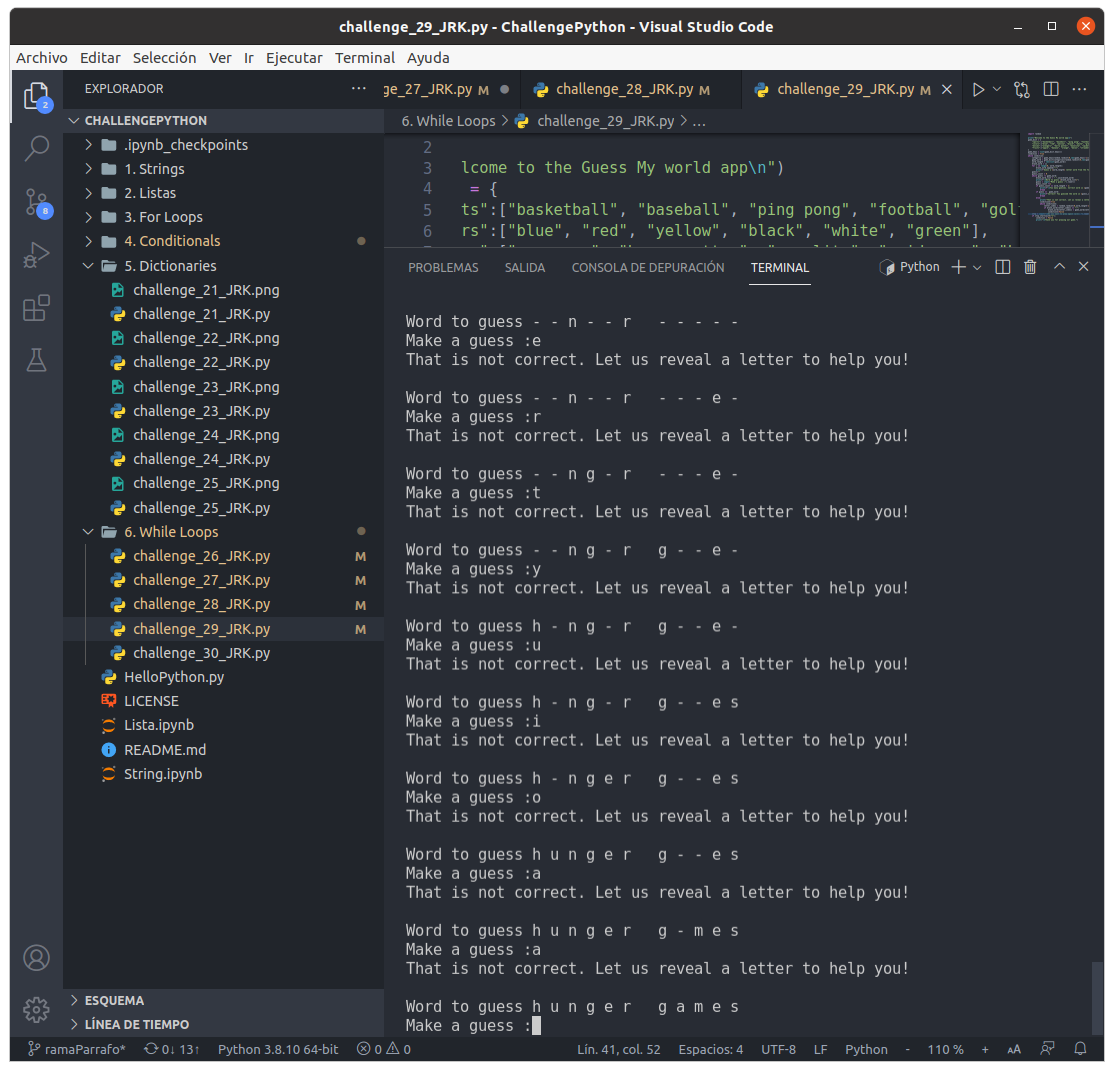 challenge_29_JRK.py - ChallengePython - Visual Studio Code
Archivo Editar Selección Ver Ir Ejecutar Terminal Ayuda
EXPLORADOR
ge_27_JRK.py M
challenge_28_JRK.py M
challenge_29_JRK.py M
2
8
CHALLENGEPYTHON
.ipynb_checkpoints
1. Strings
2. Listas
3. For Loops
4. Conditionals
5. Dictionaries
challenge_21_JRK.png
challenge_21_JRK.py
challenge_22_JRK.png
challenge_22_JRK.py
challenge_23_JRK.png
challenge_23_JRK.py
challenge_24_JRK.png
challenge_24_JRK.py
challenge_25_JRK.png
challenge_25_JRK.py
6. While Loops
challenge_26_JRK.py M
challenge_27_JRK.py M
challenge_28_JRK.py M
challenge_29_JRK.py M
challenge_30_JRK.py
HelloPython.py
LICENSE
Lista.ipynb
README.md
String.ipynb
ESQUEMA
LÍNEA DE TIEMPO
6. While Loops > challenge_29_JRK.py > ...
2
3 lcome to the Guess My world app\n")
4 = {
5 ts":["basketball", "baseball", "ping pong", "football", "gol
6 rs":["blue", "red", "yellow", "black", "white", "green"],
PROBLEMAS SALIDA CONSOLA DE DEPURACIÓN TERMINAL Python
Word to guess - - n - - r   - - - - -
Make a guess :e
That is not correct. Let us reveal a letter to help you!
Word to guess - - n - - r   - - - e -
Make a guess :r
That is not correct. Let us reveal a letter to help you!
Word to guess - - n g - r   - - - e -
Make a guess :t
That is not correct. Let us reveal a letter to help you!
Word to guess - - n g - r   g - - e -
Make a guess :y
That is not correct. Let us reveal a letter to help you!
Word to guess h - n g - r   g - - e -
Make a guess :u
That is not correct. Let us reveal a letter to help you!
Word to guess h - n g - r   g - - e s
Make a guess :i
That is not correct. Let us reveal a letter to help you!
Word to guess h - n g e r   g - - e s
Make a guess :o
That is not correct. Let us reveal a letter to help you!
Word to guess h u n g e r   g - - e s
Make a guess :a
That is not correct. Let us reveal a letter to help you!
Word to guess h u n g e r   g - m e s
Make a guess :a
That is not correct. Let us reveal a letter to help you!
Word to guess h u n g e r   g a m e s
Make a guess :
ramaParrafo* 0↓ 13↑ Python 3.8.10 64-bit 0 0 Lín. 41, col. 52 Espacios: 4 UTF-8 LF Python - 110 % + AA